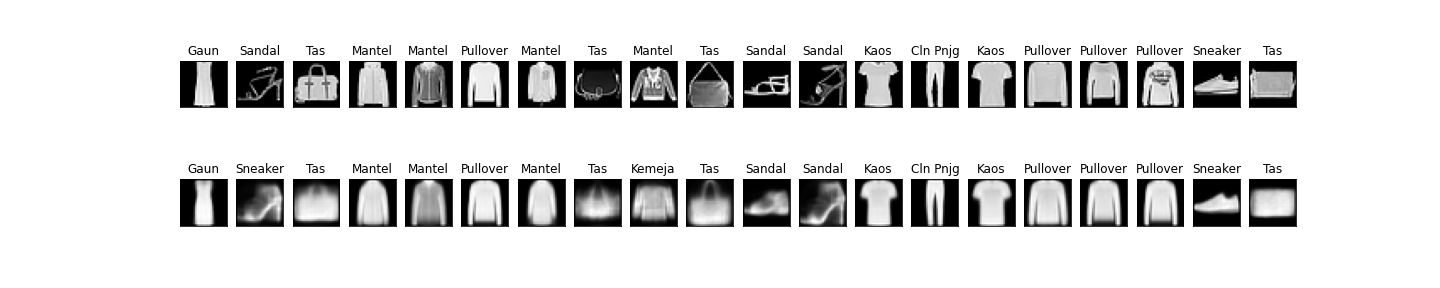 Gaun Sandal Tas Mantel Mantel Pullover Mantel Tas Mantel Tas Sandal Sandal Kaos Cln Pnjg Kaos Pullover Pullover Pullover Sneaker Tas
Gaun Sneaker Tas Mantel Mantel Pullover Mantel Tas Kemeja Tas Sandal Sandal Kaos Cln Pnjg Kaos Pullover Pullover Pullover Sneaker Tas